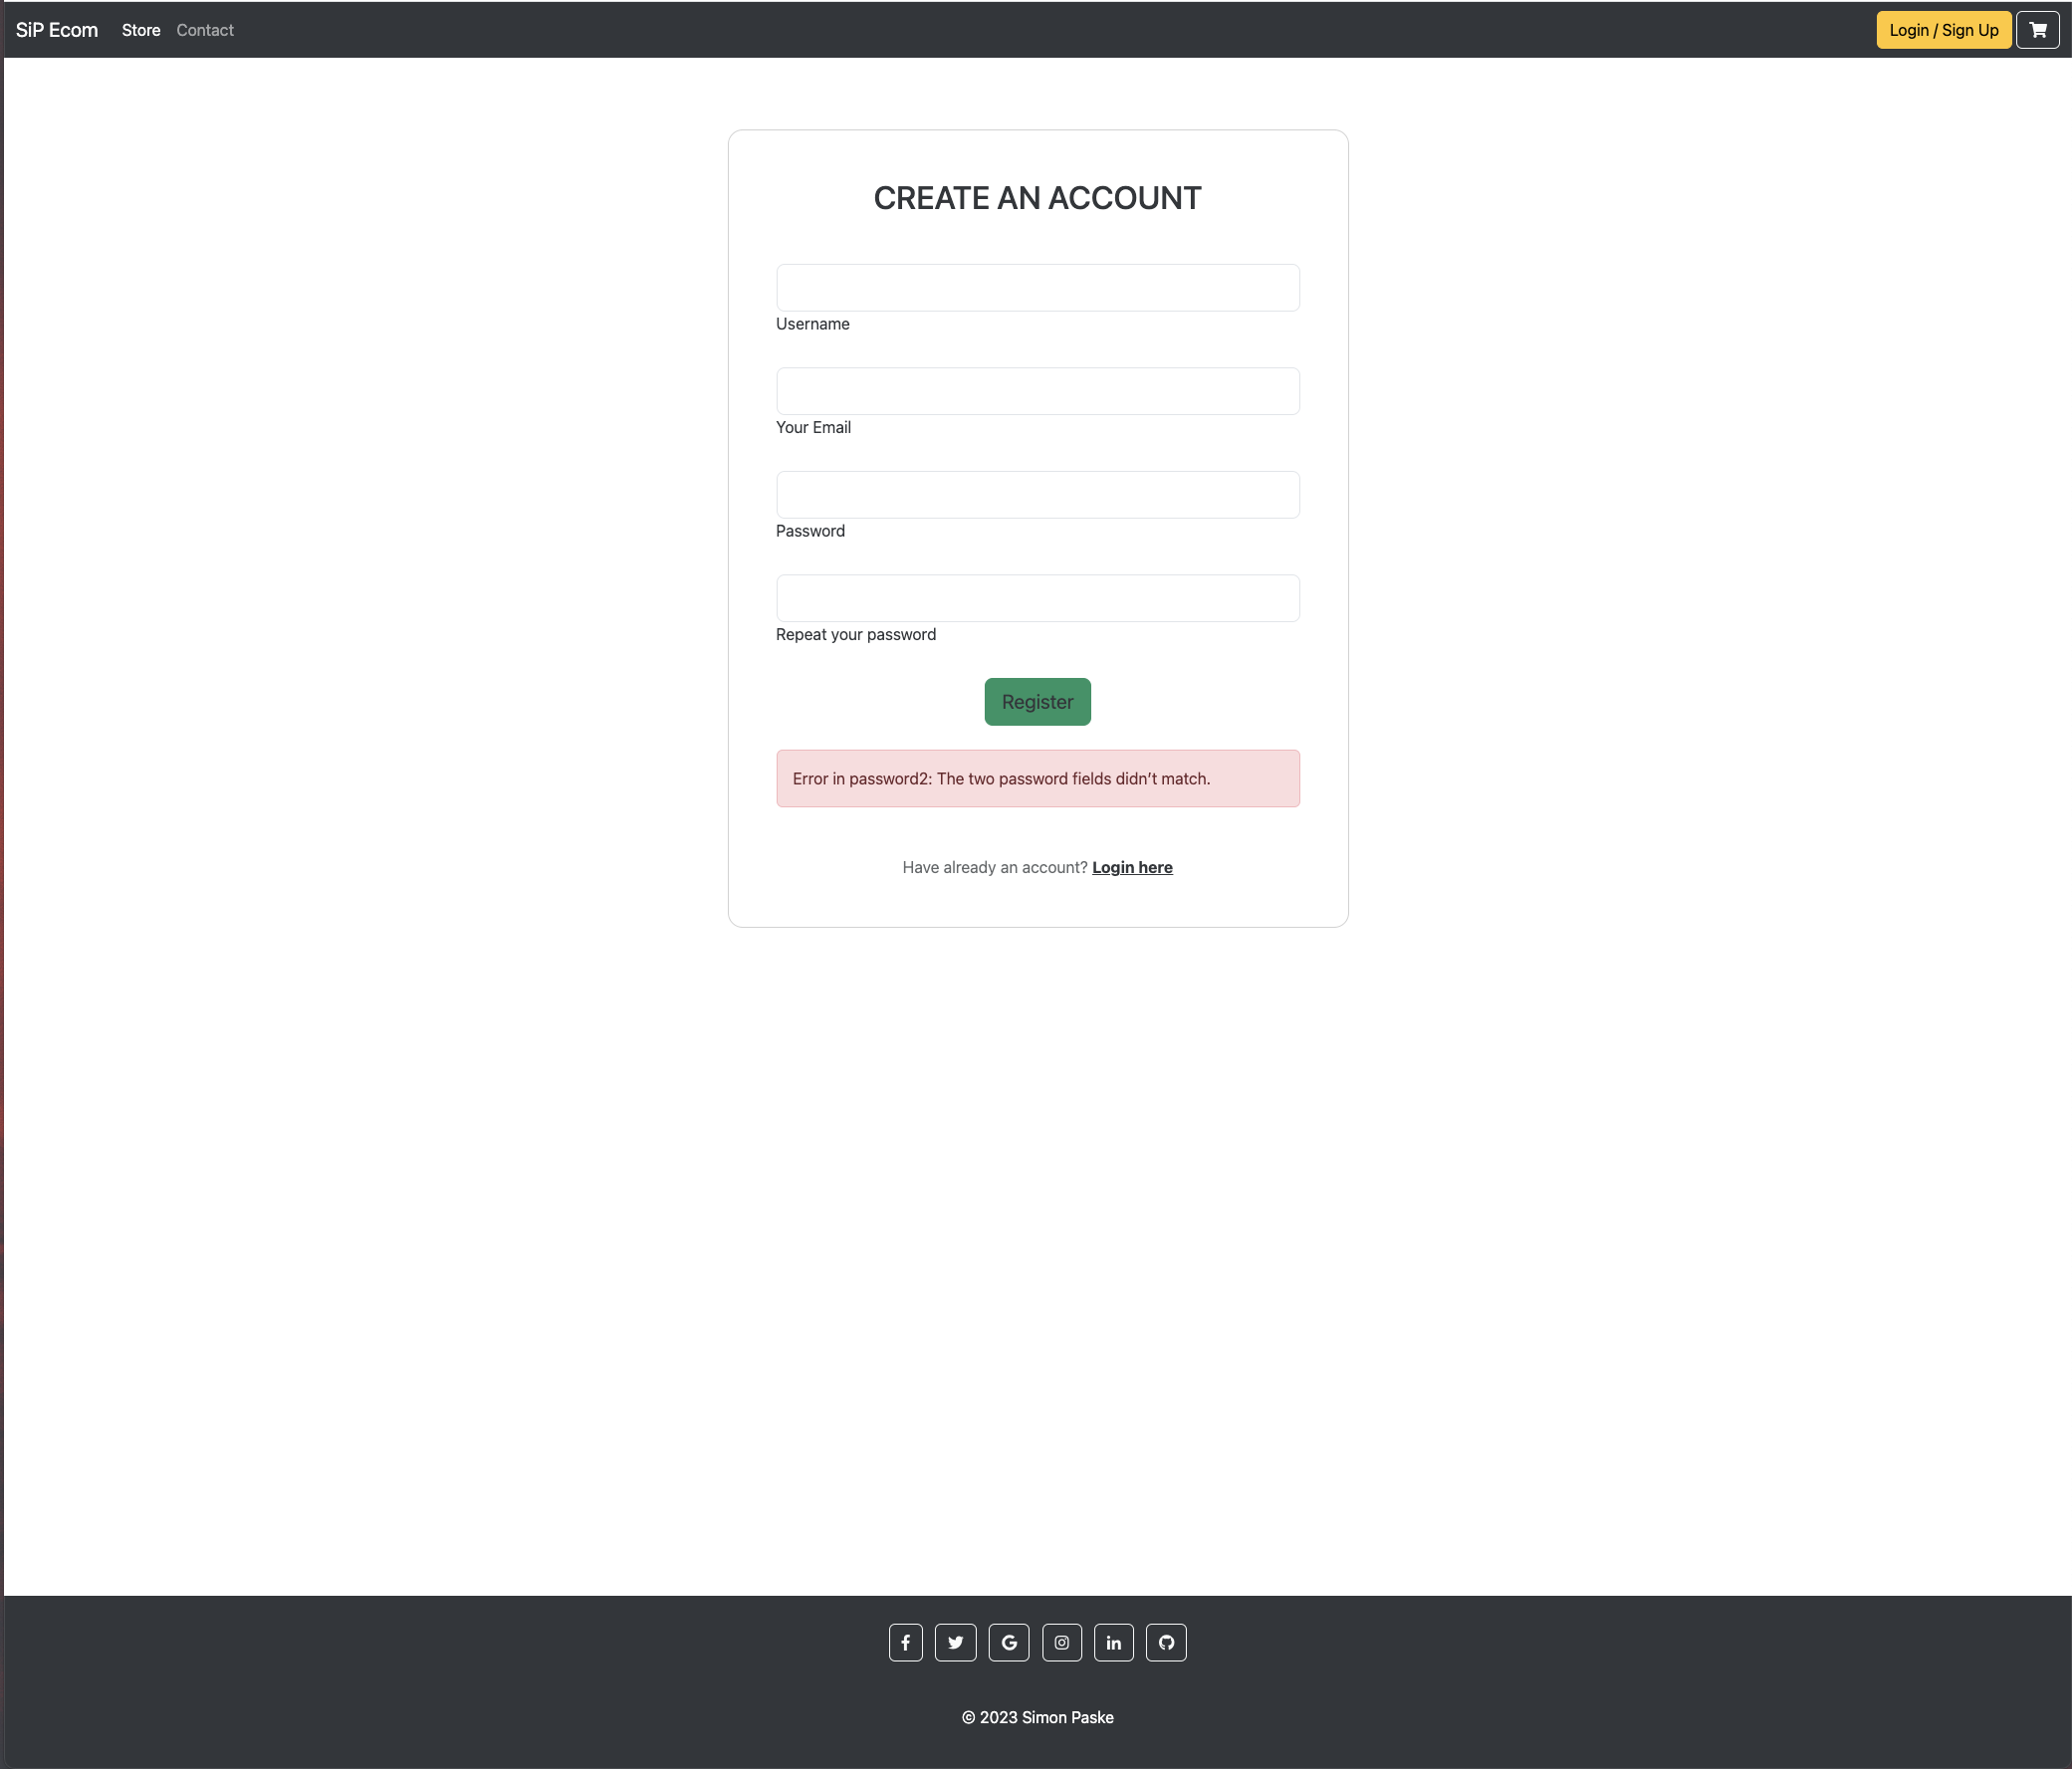 SiP Ecom Store Contact Login / Sign Up
CREATE AN ACCOUNT
Username
Your Email
Password
Repeat your password
Register
Error in password2: The two password fields didn’t match.
Have already an account? Login here
© 2023 Simon Paske